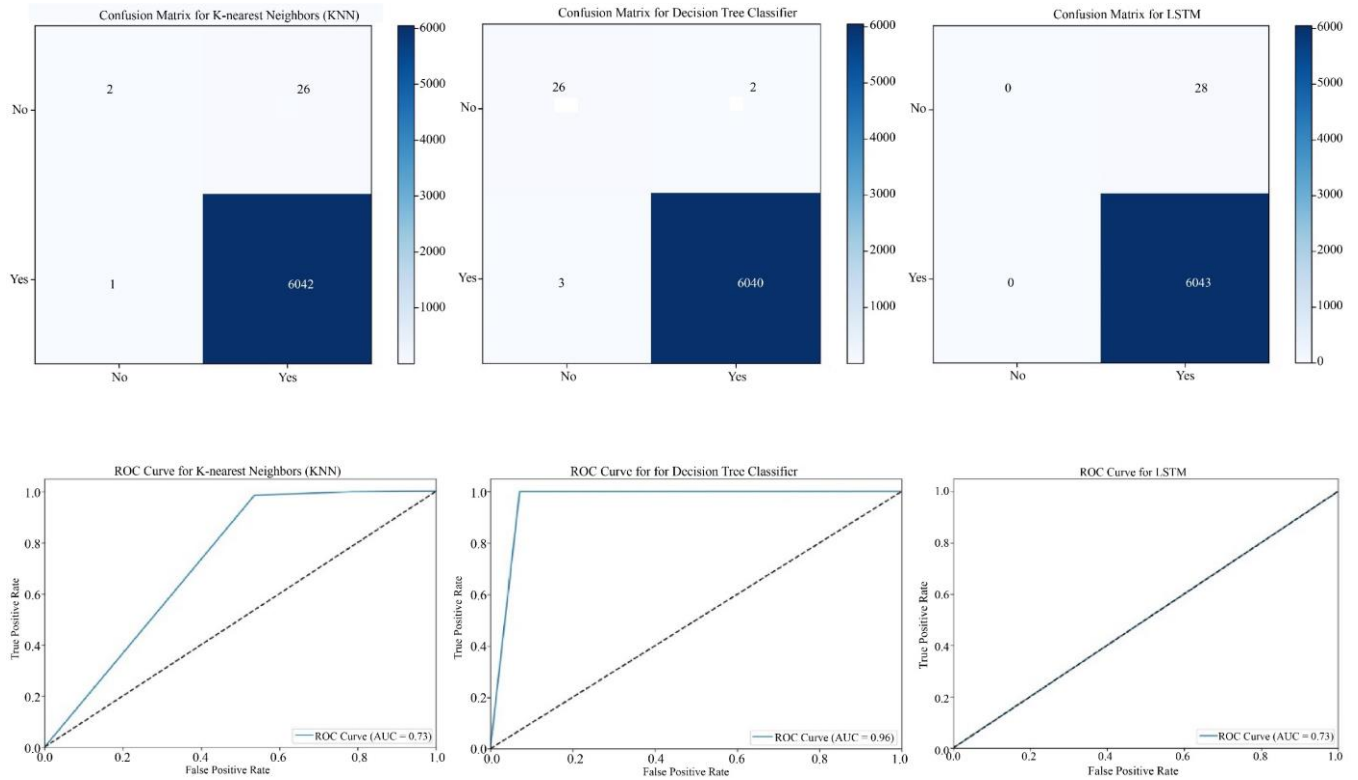 Confusion Matrix for K-nearest Neighbors (KNN)
2
26
No
1
6042
Yes
No
Yes
6000
5000
4000
3000
2000
1000
Confusion Matrix for Decision Tree Classifier
26
2
No
3
6040
Yes
No
Yes
6000
5000
4000
3000
2000
1000
Confusion Matrix for LSTM
0
28
No
0
6043
Yes
No
Yes
6000
5000
4000
3000
2000
1000
0
ROC Curve for K-nearest Neighbors (KNN)
True Positive Rate
1.0
0.8
0.6
0.4
0.2
0.0
ROC Curve (AUC = 0.73)
0.0
0.2
0.4
0.6
0.8
1.0
False Positive Rate
ROC Curve for for Decision Tree Classifier
True Positive Rate
1.0
0.8
0.6
0.4
0.2
0.0
ROC Curve (AUC = 0.96)
0.0
0.2
0.4
0.6
0.8
1.0
False Positive Rate
ROC Curve for LSTM
True Positive Rate
1.0
0.8
0.6
0.4
0.2
0.0
ROC Curve (AUC = 0.73)
0.0
0.2
0.4
0.6
0.8
1.0
False Positive Rate